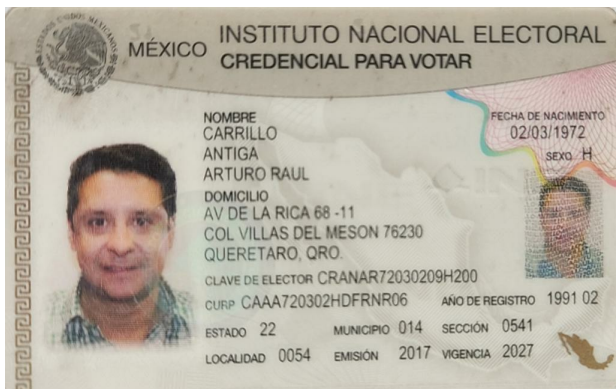 MÉXICO INSTITUTO NACIONAL ELECTORAL
CREDENCIAL PARA VOTAR
NOMBRE
CARRILLO
ANTIGA
ARTURO RAUL
FECHA DE NACIMIENTO
02/03/1972
SEXO H
DOMICILIO
AV DE LA RICA 68 -11
COL VILLAS DEL MESON 76230
QUERETARO, QRO.
CLAVE DE ELECTOR CRANAR72030209H200
CURP CAAA720302HDFRNR06 AÑO DE REGISTRO 1991 02
ESTADO 22 MUNICIPIO 014 SECCIÓN 0541
LOCALIDAD 0054 EMISIÓN 2017 VIGENCIA 2027